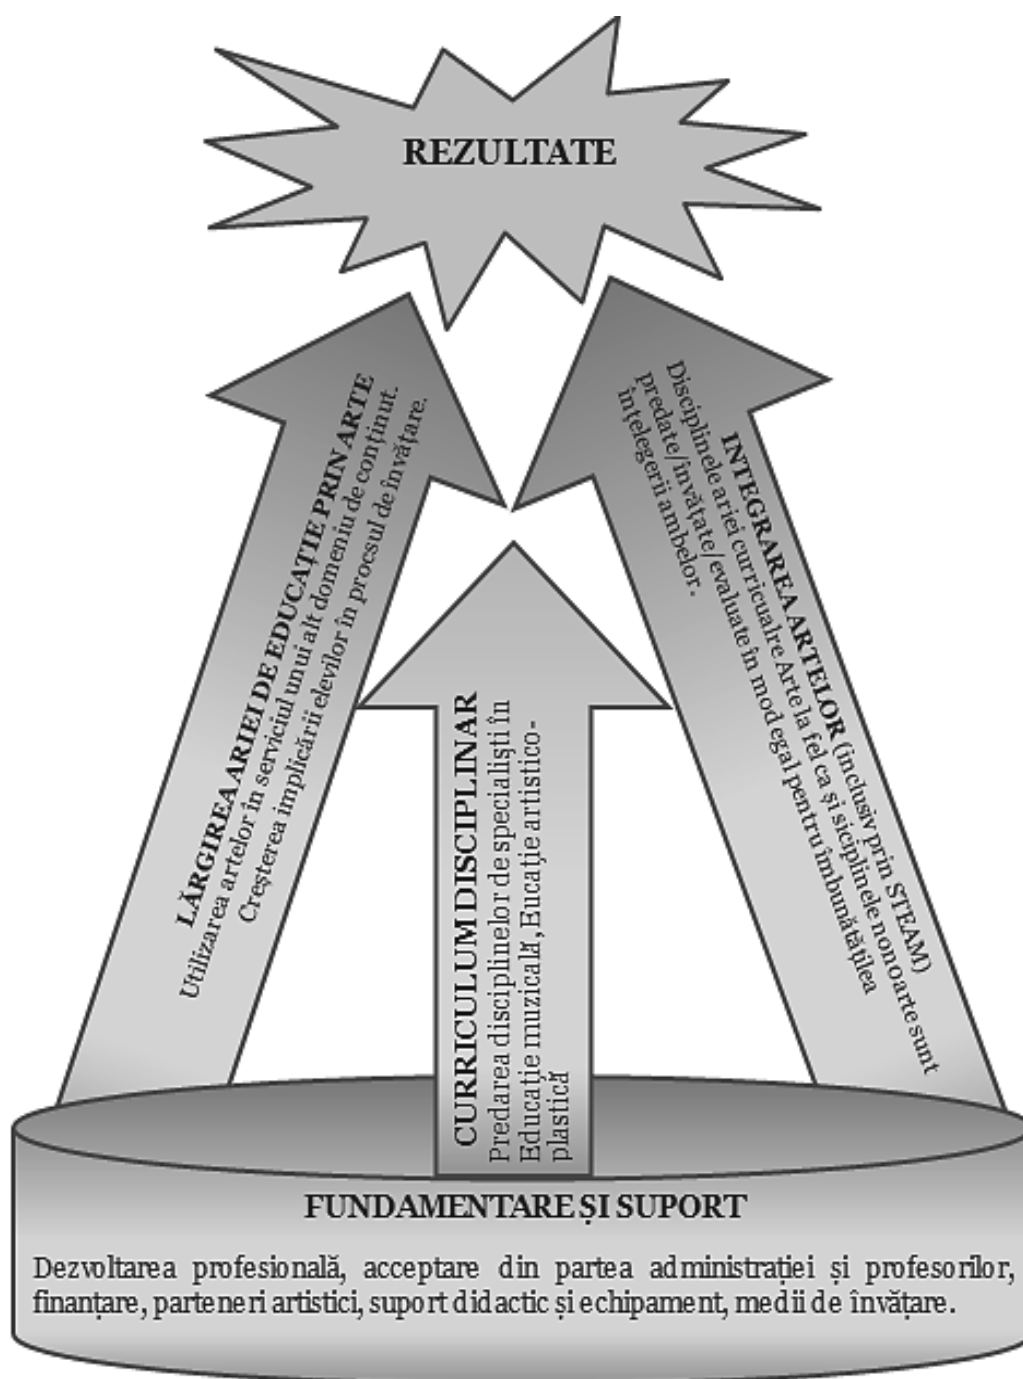 REZULTATE
LĂRGIREA ARIEI DE EDUCAȚIE PRIN ARTE
Utilizarea artelor în serviciul unui alt domeniu de conținut.
Creșterea implicării elevilor în procsul de învățare.
CURRICULUM DISCIPLINAR
Predarea disciplinelor de specialiști în
Educație muzicală, Eucație artistico-
plastică
INTEGRAREA ARTELOR (inclusiv prin STEAM)
Disciplinele ariei curricualre Arte la fel ca și siciplinele nonoarte sunt
predate/învățate/evaluate în mod egal pentru îmbunătățilea
înțelegerii ambelor.
FUNDAMENTARE ȘI SUPORT
Dezvoltarea profesională, acceptare din partea administrației și profesorilor,
finanțare, parteneri artistici, suport didactic și echipament, medii de învățare.